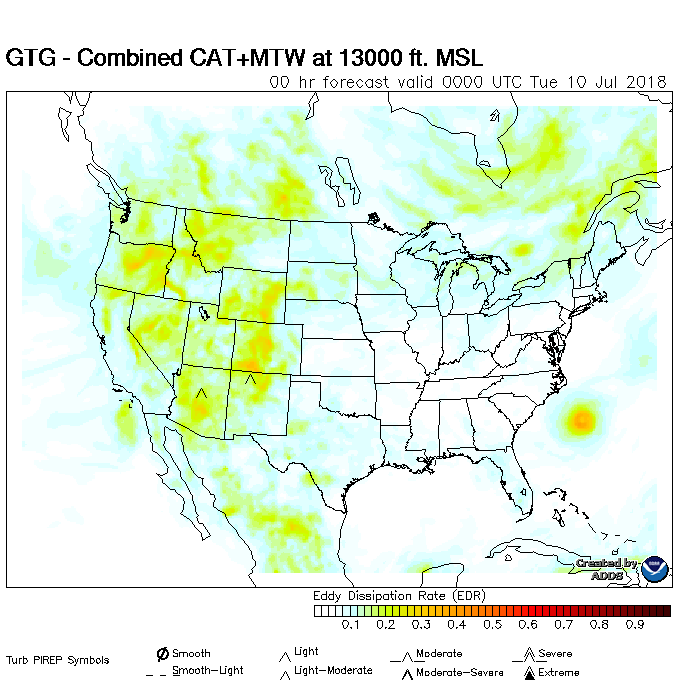 GTG - Combined CAT+MTW at 13000 ft. MSL
00 hr forecast valid 0000 UTC Tue 10 Jul 2018
Created by
ADDS
Eddy Dissipation Rate (EDR)
0.1 0.2 0.3 0.4 0.5 0.6 0.7 0.8 0.9
Turb PIREP Symbols
Smooth Light Moderate Severe
Smooth-Light Light-Moderate Moderate-Severe Extreme